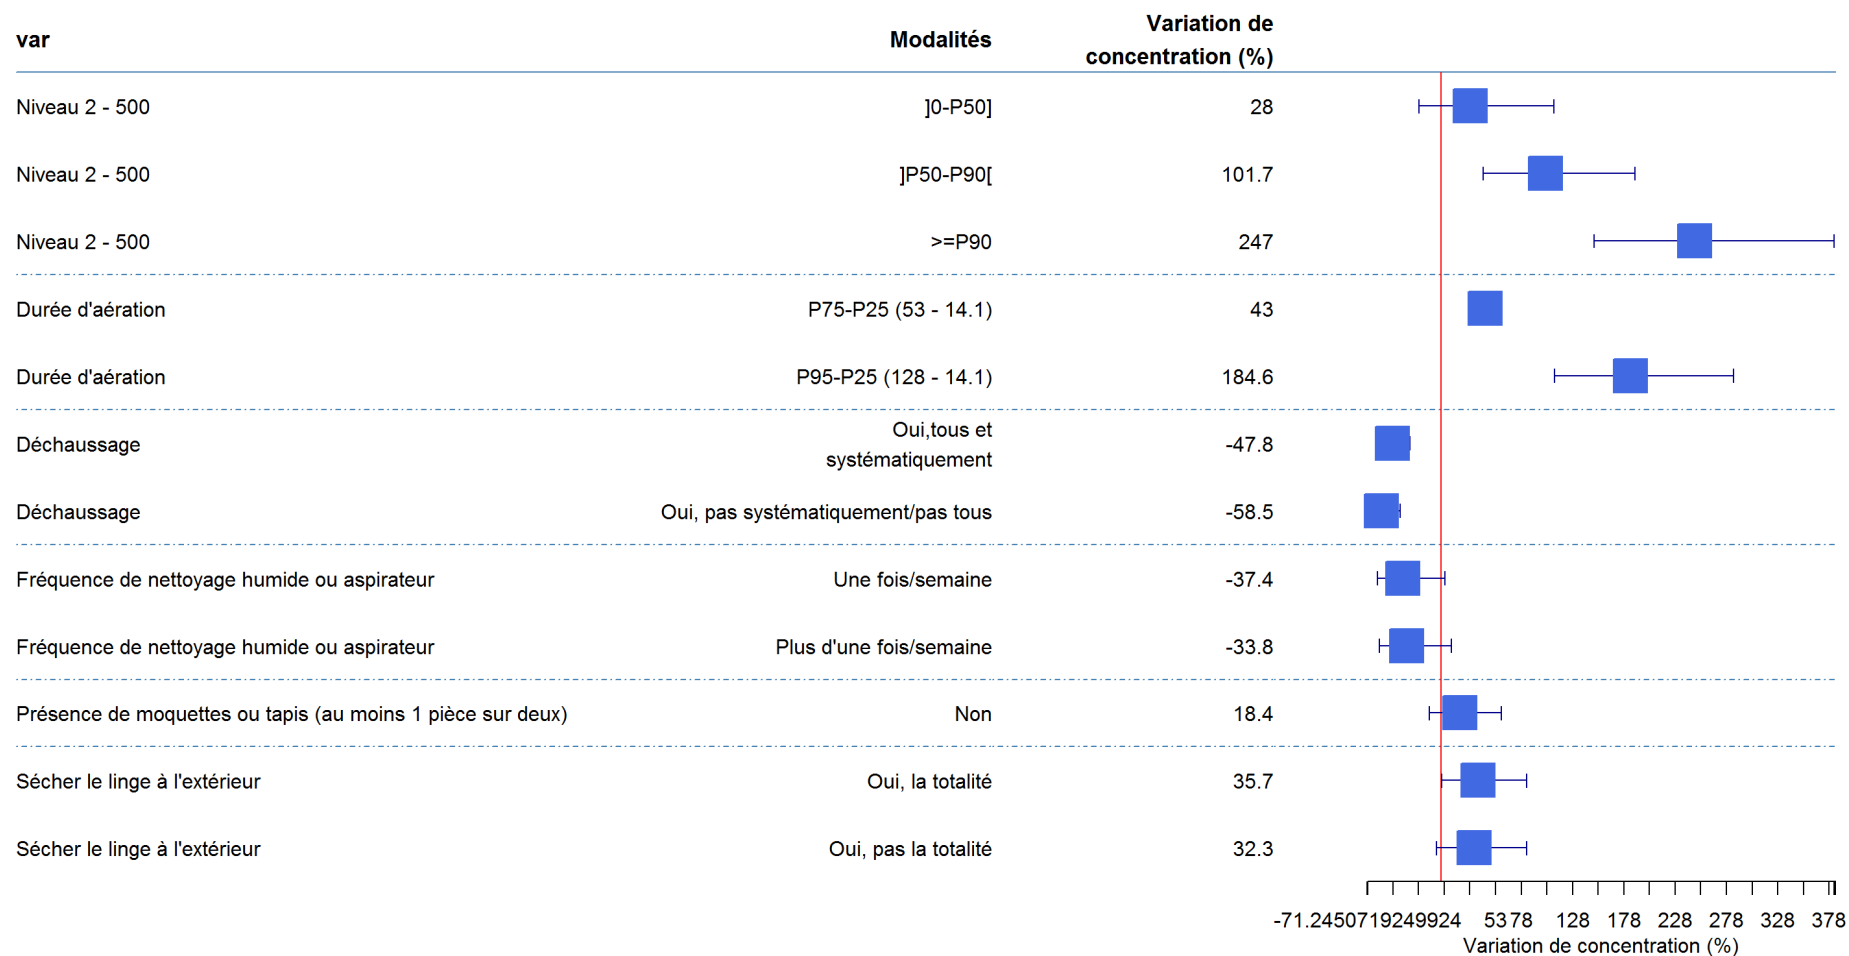 var Modalités Variation de
concentration (%)
Niveau 2 - 500 ]0-P50] 28
Niveau 2 - 500 ]P50-P90[ 101.7
Niveau 2 - 500 >=P90 247
Durée d'aération P75-P25 (53 - 14.1) 43
Durée d'aération P95-P25 (128 - 14.1) 184.6
Déchaussage Oui,tous et
systématiquement -47.8
Déchaussage Oui, pas systématiquement/pas tous -58.5
Fréquence de nettoyage humide ou aspirateur Une fois/semaine -37.4
Fréquence de nettoyage humide ou aspirateur Plus d'une fois/semaine -33.8
Présence de moquettes ou tapis (au moins 1 pièce sur deux) Non 18.4
Sécher le linge à l'extérieur Oui, la totalité 35.7
Sécher le linge à l'extérieur Oui, pas la totalité 32.3
-71.2450719249924 53 78 128 178 228 278 328 378
Variation de concentration (%)